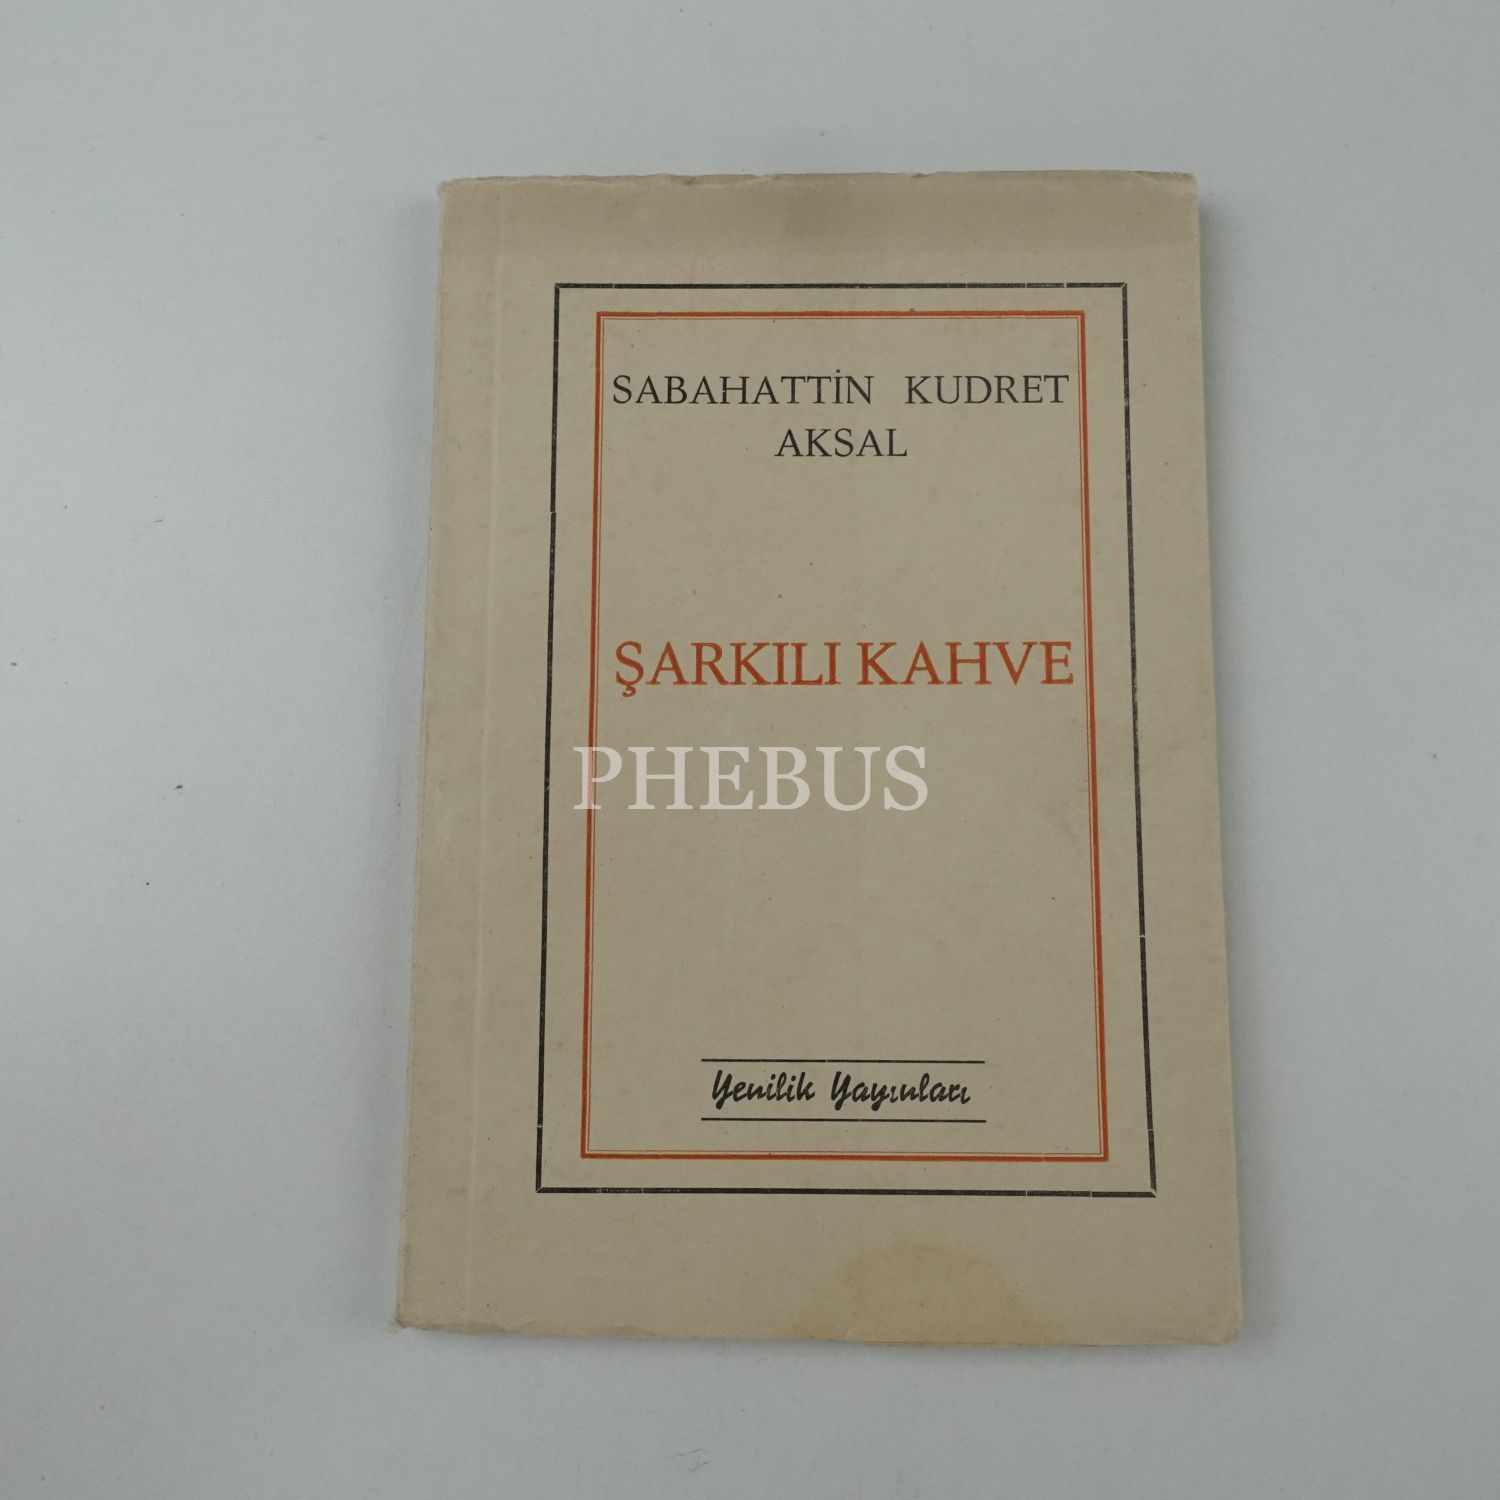 SABAHATTİN KUDRET
AKSAL
ŞARKILI KAHVE
PHEBUS
Yenilik Yayınları